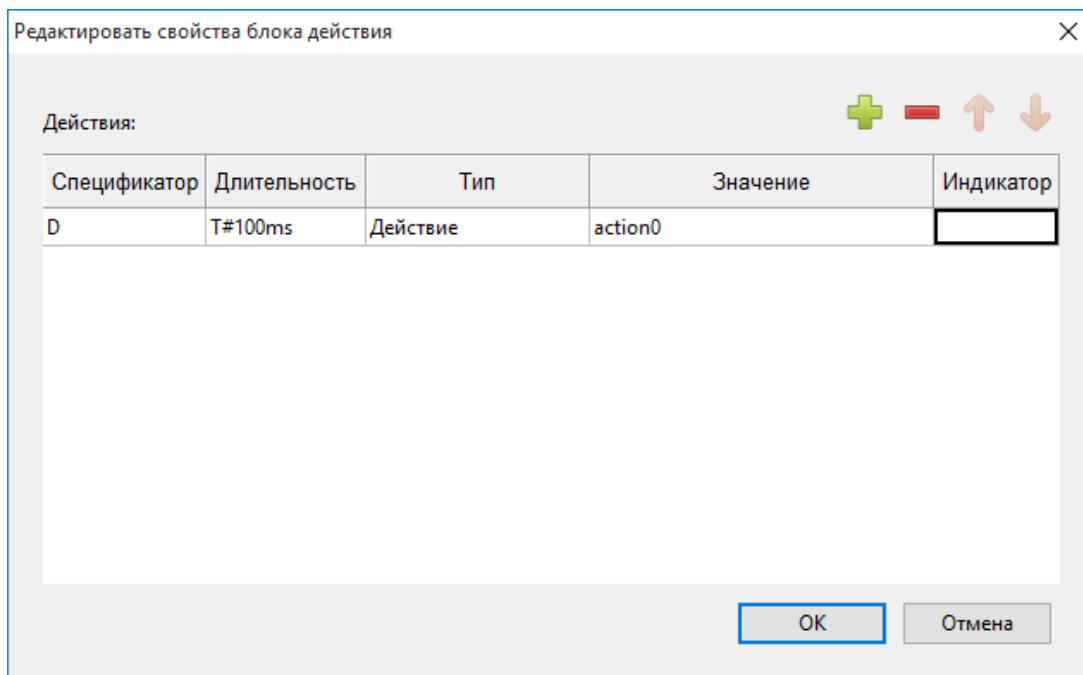 Редактировать свойства блока действия
Действия:
Спецификатор Длительность Тип Значение Индикатор
D T#100ms Действие action0
OK Отмена